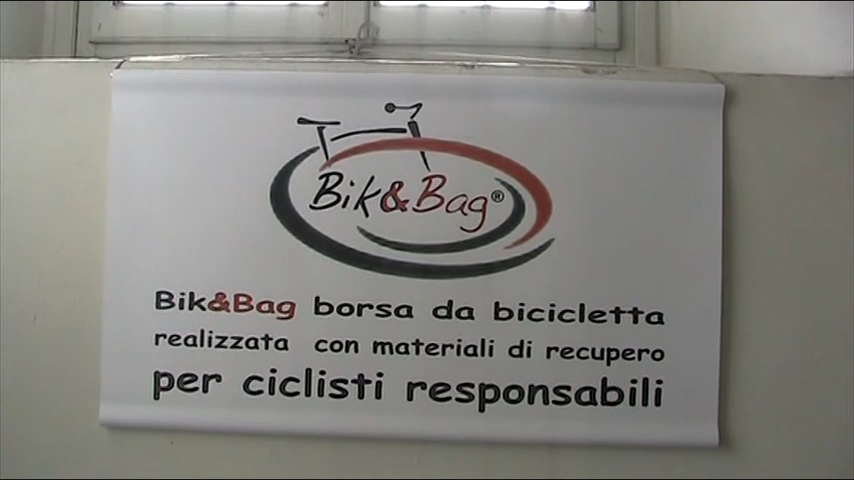 Bik&Bag®
Bik&Bag borsa da bicicletta
realizzata con materiali di recupero
per ciclisti responsabili